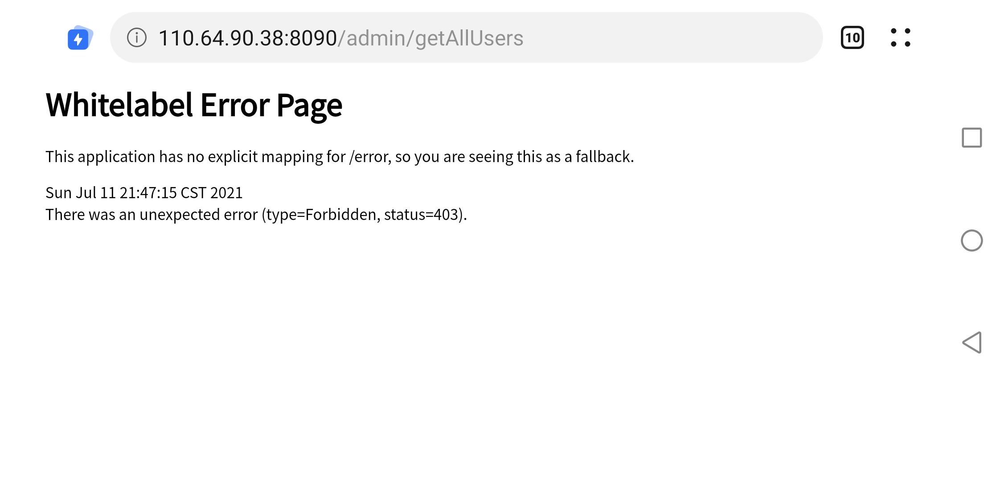 110.64.90.38:8090/admin/getAllUsers
10
Whitelabel Error Page
This application has no explicit mapping for /error, so you are seeing this as a fallback.
Sun Jul 11 21:47:15 CST 2021
There was an unexpected error (type=Forbidden, status=403).